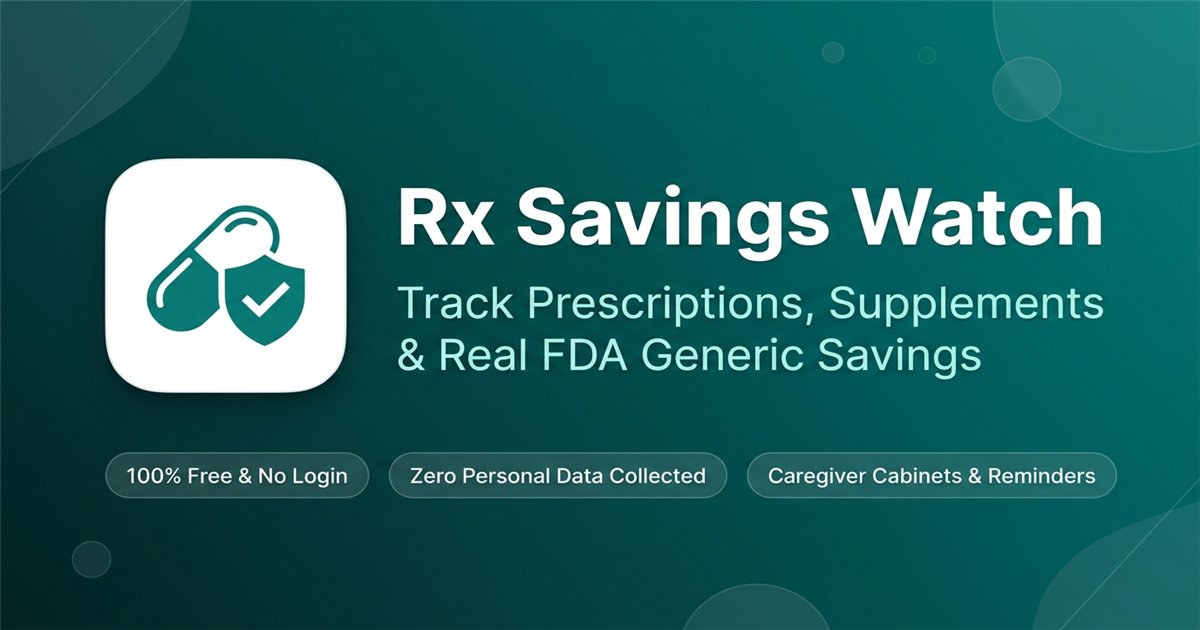 Rx Savings Watch
Track Prescriptions, Supplements
& Real FDA Generic Savings
100% Free & No Login
Zero Personal Data Collected
Caregiver Cabinets & Reminders